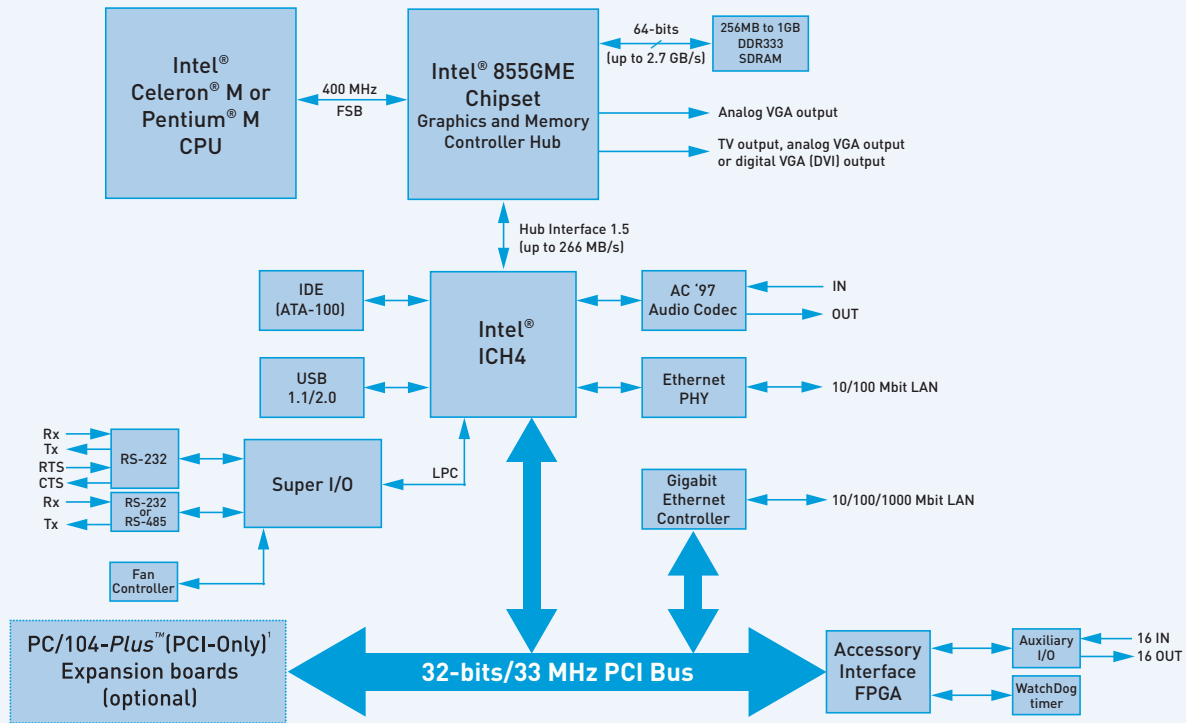 Intel®
Celeron® M or
Pentium® M
CPU
400 MHz
FSB
Intel® 855GME
Chipset
Graphics and Memory
Controller Hub
64-bits
(up to 2.7 GB/s)
256MB to 1GB
DDR333
SDRAM
Analog VGA output
TV output, analog VGA output
or digital VGA (DVI) output
Hub Interface 1.5
(up to 266 MB/s)
IDE
(ATA-100)
Intel®
ICH4
AC '97
Audio Codec
IN
OUT
USB
1.1/2.0
Ethernet
PHY
10/100 Mbit LAN
Rx
Tx
RTS
CTS
RS-232
Rx
Tx
RS-232
or
RS-485
Super I/O
LPC
Gigabit
Ethernet
Controller
10/100/1000 Mbit LAN
Fan
Controller
PC/104-Plus™(PCI-Only)¹
Expansion boards
(optional)
32-bits/33 MHz PCI Bus
Accessory
Interface
FPGA
Auxiliary
I/O
16 IN
16 OUT
WatchDog
timer